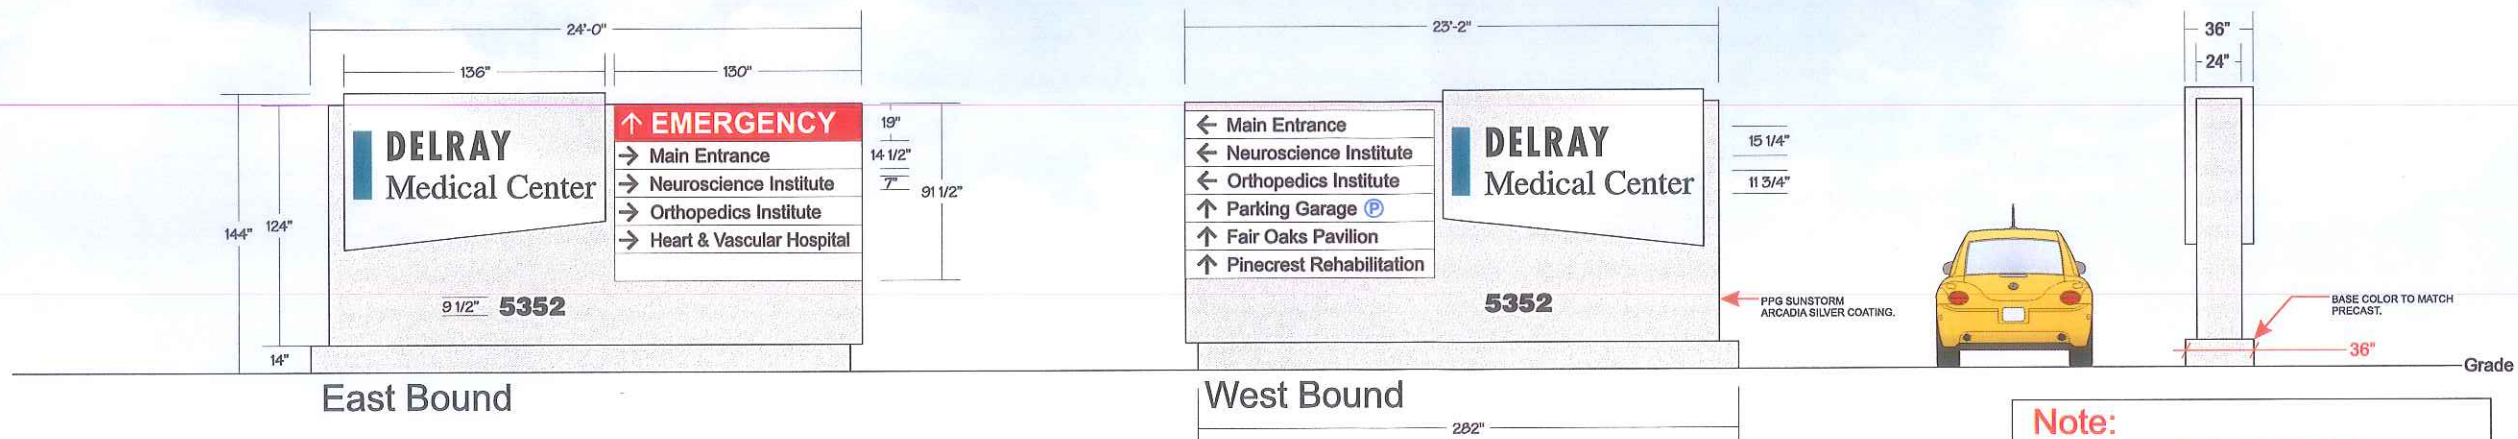 24'-0"
136"
130"
144"
124"
14"
DELRAY
Medical Center
↑ EMERGENCY
→ Main Entrance
→ Neuroscience Institute
→ Orthopedics Institute
→ Heart & Vascular Hospital
19"
14 1/2"
7"
91 1/2"
9 1/2"
5352
East Bound
23'-2"
← Main Entrance
← Neuroscience Institute
← Orthopedics Institute
↑ Parking Garage P
↑ Fair Oaks Pavilion
↑ Pinecrest Rehabilitation
DELRAY
Medical Center
15 1/4"
11 3/4"
5352
PPG SUNSTORM
ARCADIA SILVER COATING.
West Bound
282"
36"
24"
BASE COLOR TO MATCH
PRECAST.
36"
Grade
Note: